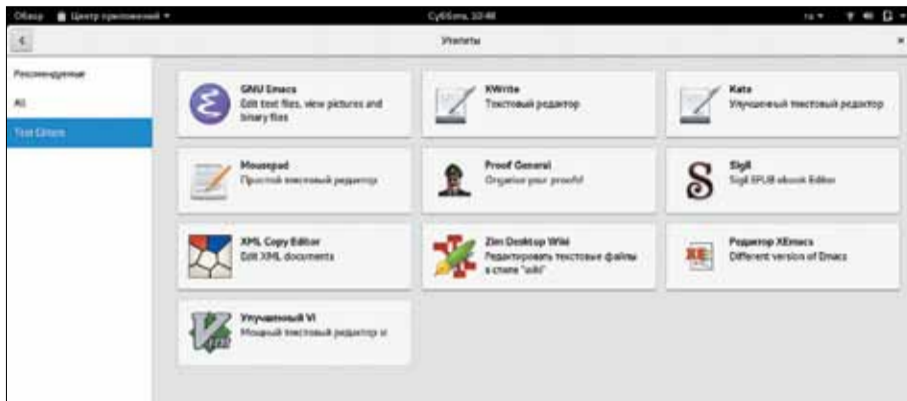 Обзор Центр приложений Суббота, 10:48 ru
Утилиты
Рекомендуемые
All
Text Editors
GNU Emacs
Edit text files, view pictures and
binary files
KWrite
Текстовый редактор
Kate
Улучшенный текстовый редактор
Mousepad
Простой текстовый редактор
Proof General
Organise your proofs!
Sigil
Sigil EPUB ebook Editor
XML Copy Editor
Edit XML documents
Zim Desktop Wiki
Редактировать текстовые файлы
в стиле "wiki"
Редактор XEmacs
Different version of Emacs
Улучшенный VI
Мощный текстовый редактор vi